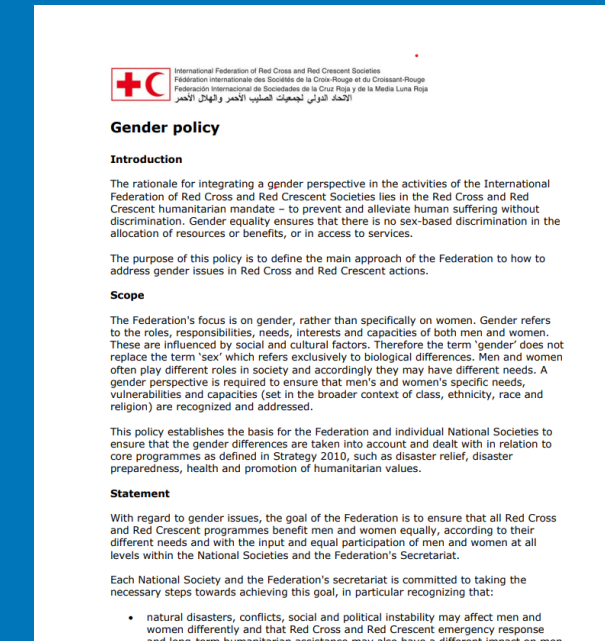 International Federation of Red Cross and Red Crescent Societies
Fédération internationale des Sociétés de la Croix-Rouge et du Croissant-Rouge
Federación Internacional de Sociedades de la Cruz Roja y de la Media Luna Roja
الاتحاد الدولي لجمعيات الصليب الأحمر والهلال الأحمر
Gender policy
Introduction
The rationale for integrating a gender perspective in the activities of the International
Federation of Red Cross and Red Crescent Societies lies in the Red Cross and Red
Crescent humanitarian mandate – to prevent and alleviate human suffering without
discrimination. Gender equality ensures that there is no sex-based discrimination in the
allocation of resources or benefits, or in access to services.
The purpose of this policy is to define the main approach of the Federation to how to
address gender issues in Red Cross and Red Crescent actions.
Scope
The Federation's focus is on gender, rather than specifically on women. Gender refers
to the roles, responsibilities, needs, interests and capacities of both men and women.
These are influenced by social and cultural factors. Therefore the term ‘gender’ does not
replace the term ‘sex’ which refers exclusively to biological differences. Men and women
often play different roles in society and accordingly they may have different needs. A
gender perspective is required to ensure that men's and women's specific needs,
vulnerabilities and capacities (set in the broader context of class, ethnicity, race and
religion) are recognized and addressed.
This policy establishes the basis for the Federation and individual National Societies to
ensure that the gender differences are taken into account and dealt with in relation to
core programmes as defined in Strategy 2010, such as disaster relief, disaster
preparedness, health and promotion of humanitarian values.
Statement
With regard to gender issues, the goal of the Federation is to ensure that all Red Cross
and Red Crescent programmes benefit men and women equally, according to their
different needs and with the input and equal participation of men and women at all
levels within the National Societies and the Federation's Secretariat.
Each National Society and the Federation's secretariat is committed to taking the
necessary steps towards achieving this goal, in particular recognizing that:
• natural disasters, conflicts, social and political instability may affect men and
women differently and that Red Cross and Red Crescent emergency response
and long-term humanitarian assistance may also have a different impact on men